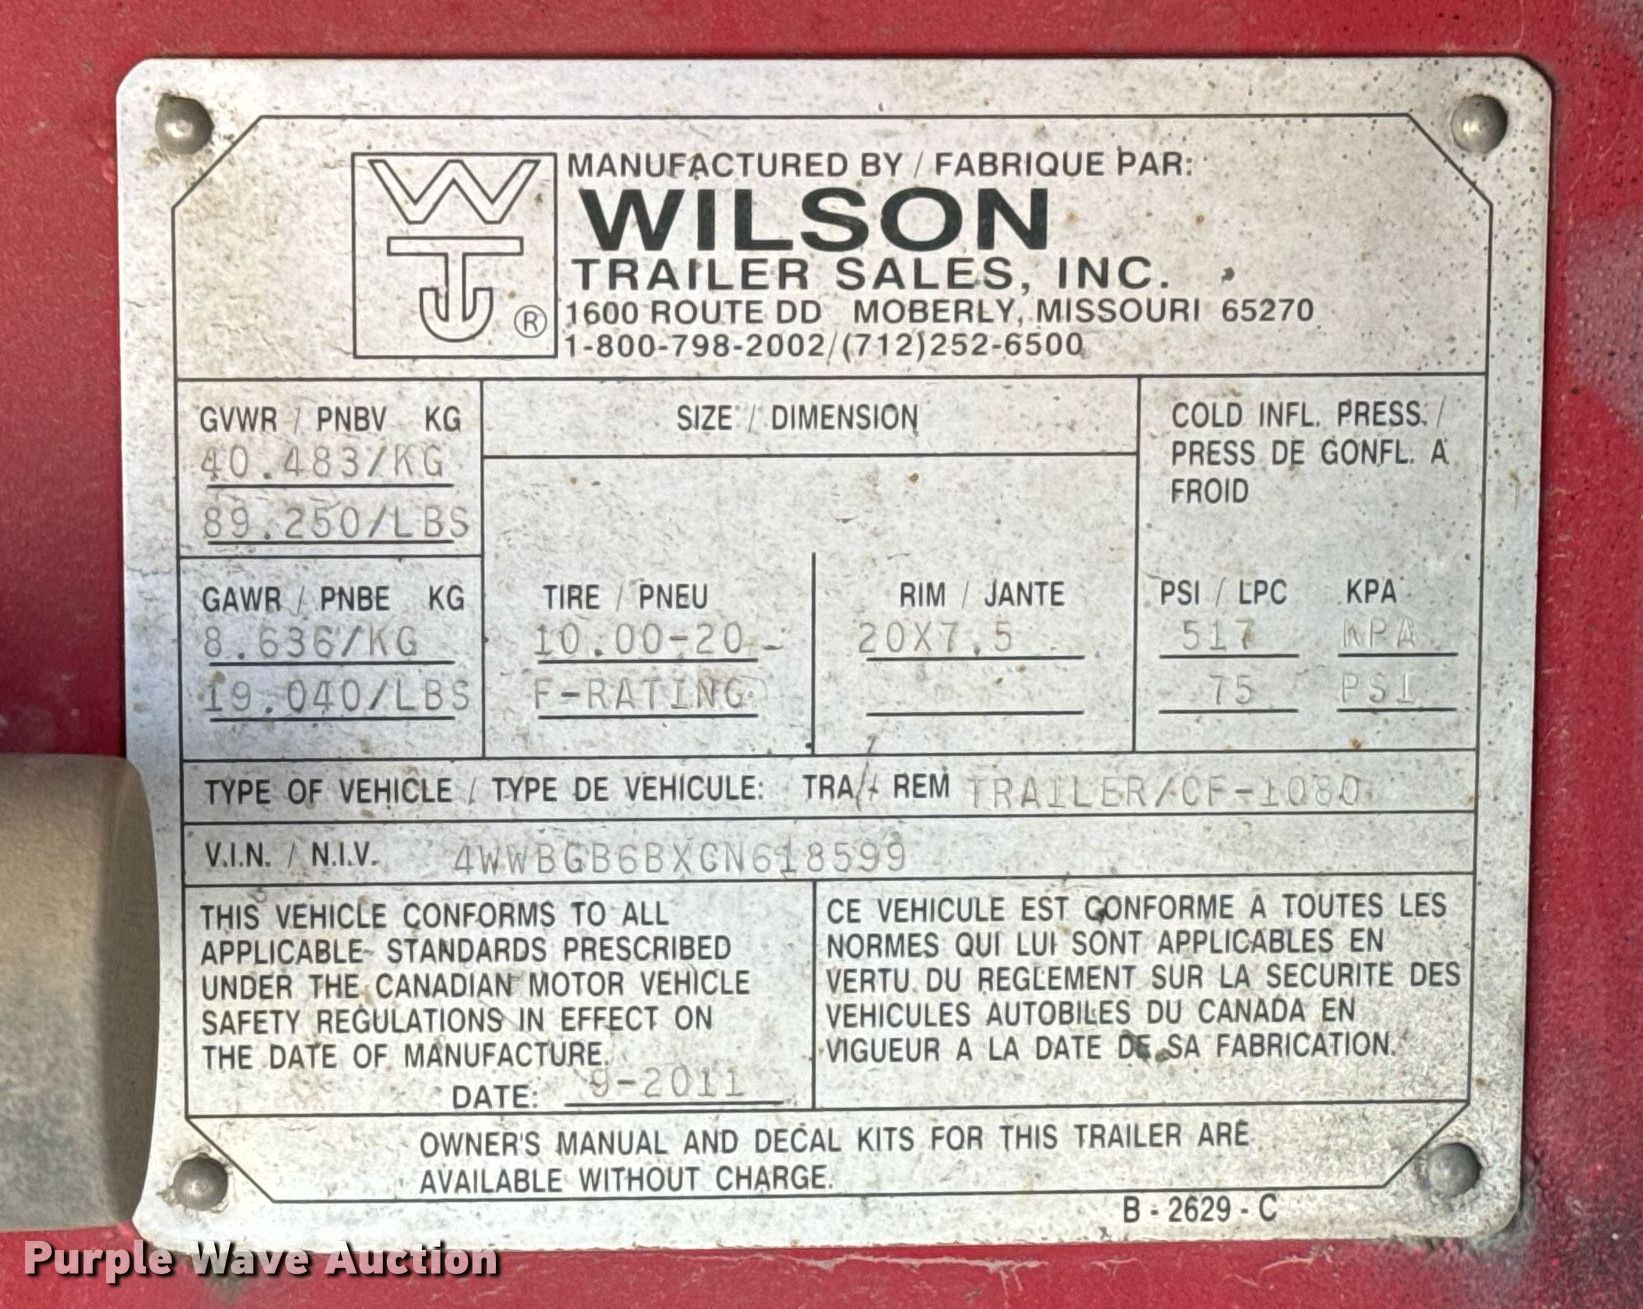 MANUFACTURED BY / FABRIQUE PAR:
WILSON
TRAILER SALES, INC.
1600 ROUTE DD MOBERLY, MISSOURI 65270
1-800-798-2002/(712)252-6500
WTJ ®
GVWR / PNBV KG
40.483/KG
89.250/LBS
SIZE / DIMENSION
COLD INFL. PRESS. /
PRESS DE GONFL. A
FROID
GAWR / PNBE KG
8.636/KG
19.040/LBS
TIRE / PNEU
10.00-20
F-RATING
RIM / JANTE
20X7.5
PSI / LPC KPA
517 KPA
75 PSI
TYPE OF VEHICLE / TYPE DE VEHICULE: TRA/ REM TRAILER/CF-1080
V.I.N. / N.I.V. 4WWBGB6BXCN618599
THIS VEHICLE CONFORMS TO ALL
APPLICABLE STANDARDS PRESCRIBED
UNDER THE CANADIAN MOTOR VEHICLE
SAFETY REGULATIONS IN EFFECT ON
THE DATE OF MANUFACTURE.
DATE: 9-2011
CE VEHICULE EST CONFORME A TOUTES LES
NORMES QUI LUI SONT APPLICABLES EN
VERTU DU REGLEMENT SUR LA SECURITE DES
VEHICULES AUTOBILES DU CANADA EN
VIGUEUR A LA DATE DE SA FABRICATION.
OWNER'S MANUAL AND DECAL KITS FOR THIS TRAILER ARE
AVAILABLE WITHOUT CHARGE.
B - 2629 - C
Purple Wave Auction